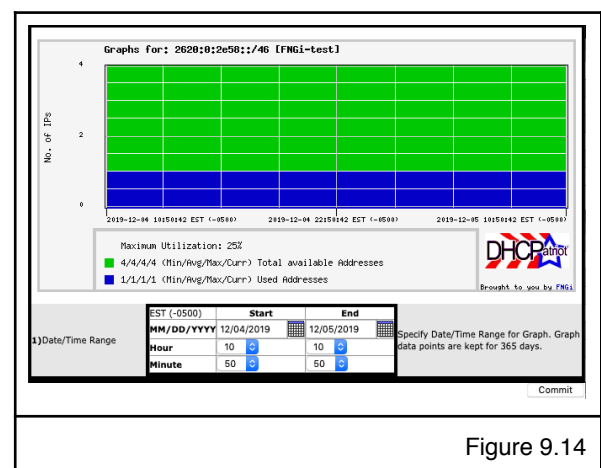 Graphs for: 2620:0:2e58::/46 [FNGi-test]
4
No. of IPs
2
0
2019-12-04 10:50:42 EST (-0500) 2019-12-04 22:50:42 EST (-0500) 2019-12-05 10:50:42 EST (-0500)
Maximum Utilization: 25%
4/4/4/4 (Min/Avg/Max/Curr) Total available Addresses
1/1/1/1 (Min/Avg/Max/Curr) Used Addresses
DHCPatriot
Brought to you by FNGi
EST (-0500) Start End
1)Date/Time Range
MM/DD/YYYY 12/04/2019 12/05/2019
Hour 10 10
Minute 50 50
Specify Date/Time Range for Graph. Graph
data points are kept for 365 days.
Commit
Figure 9.14